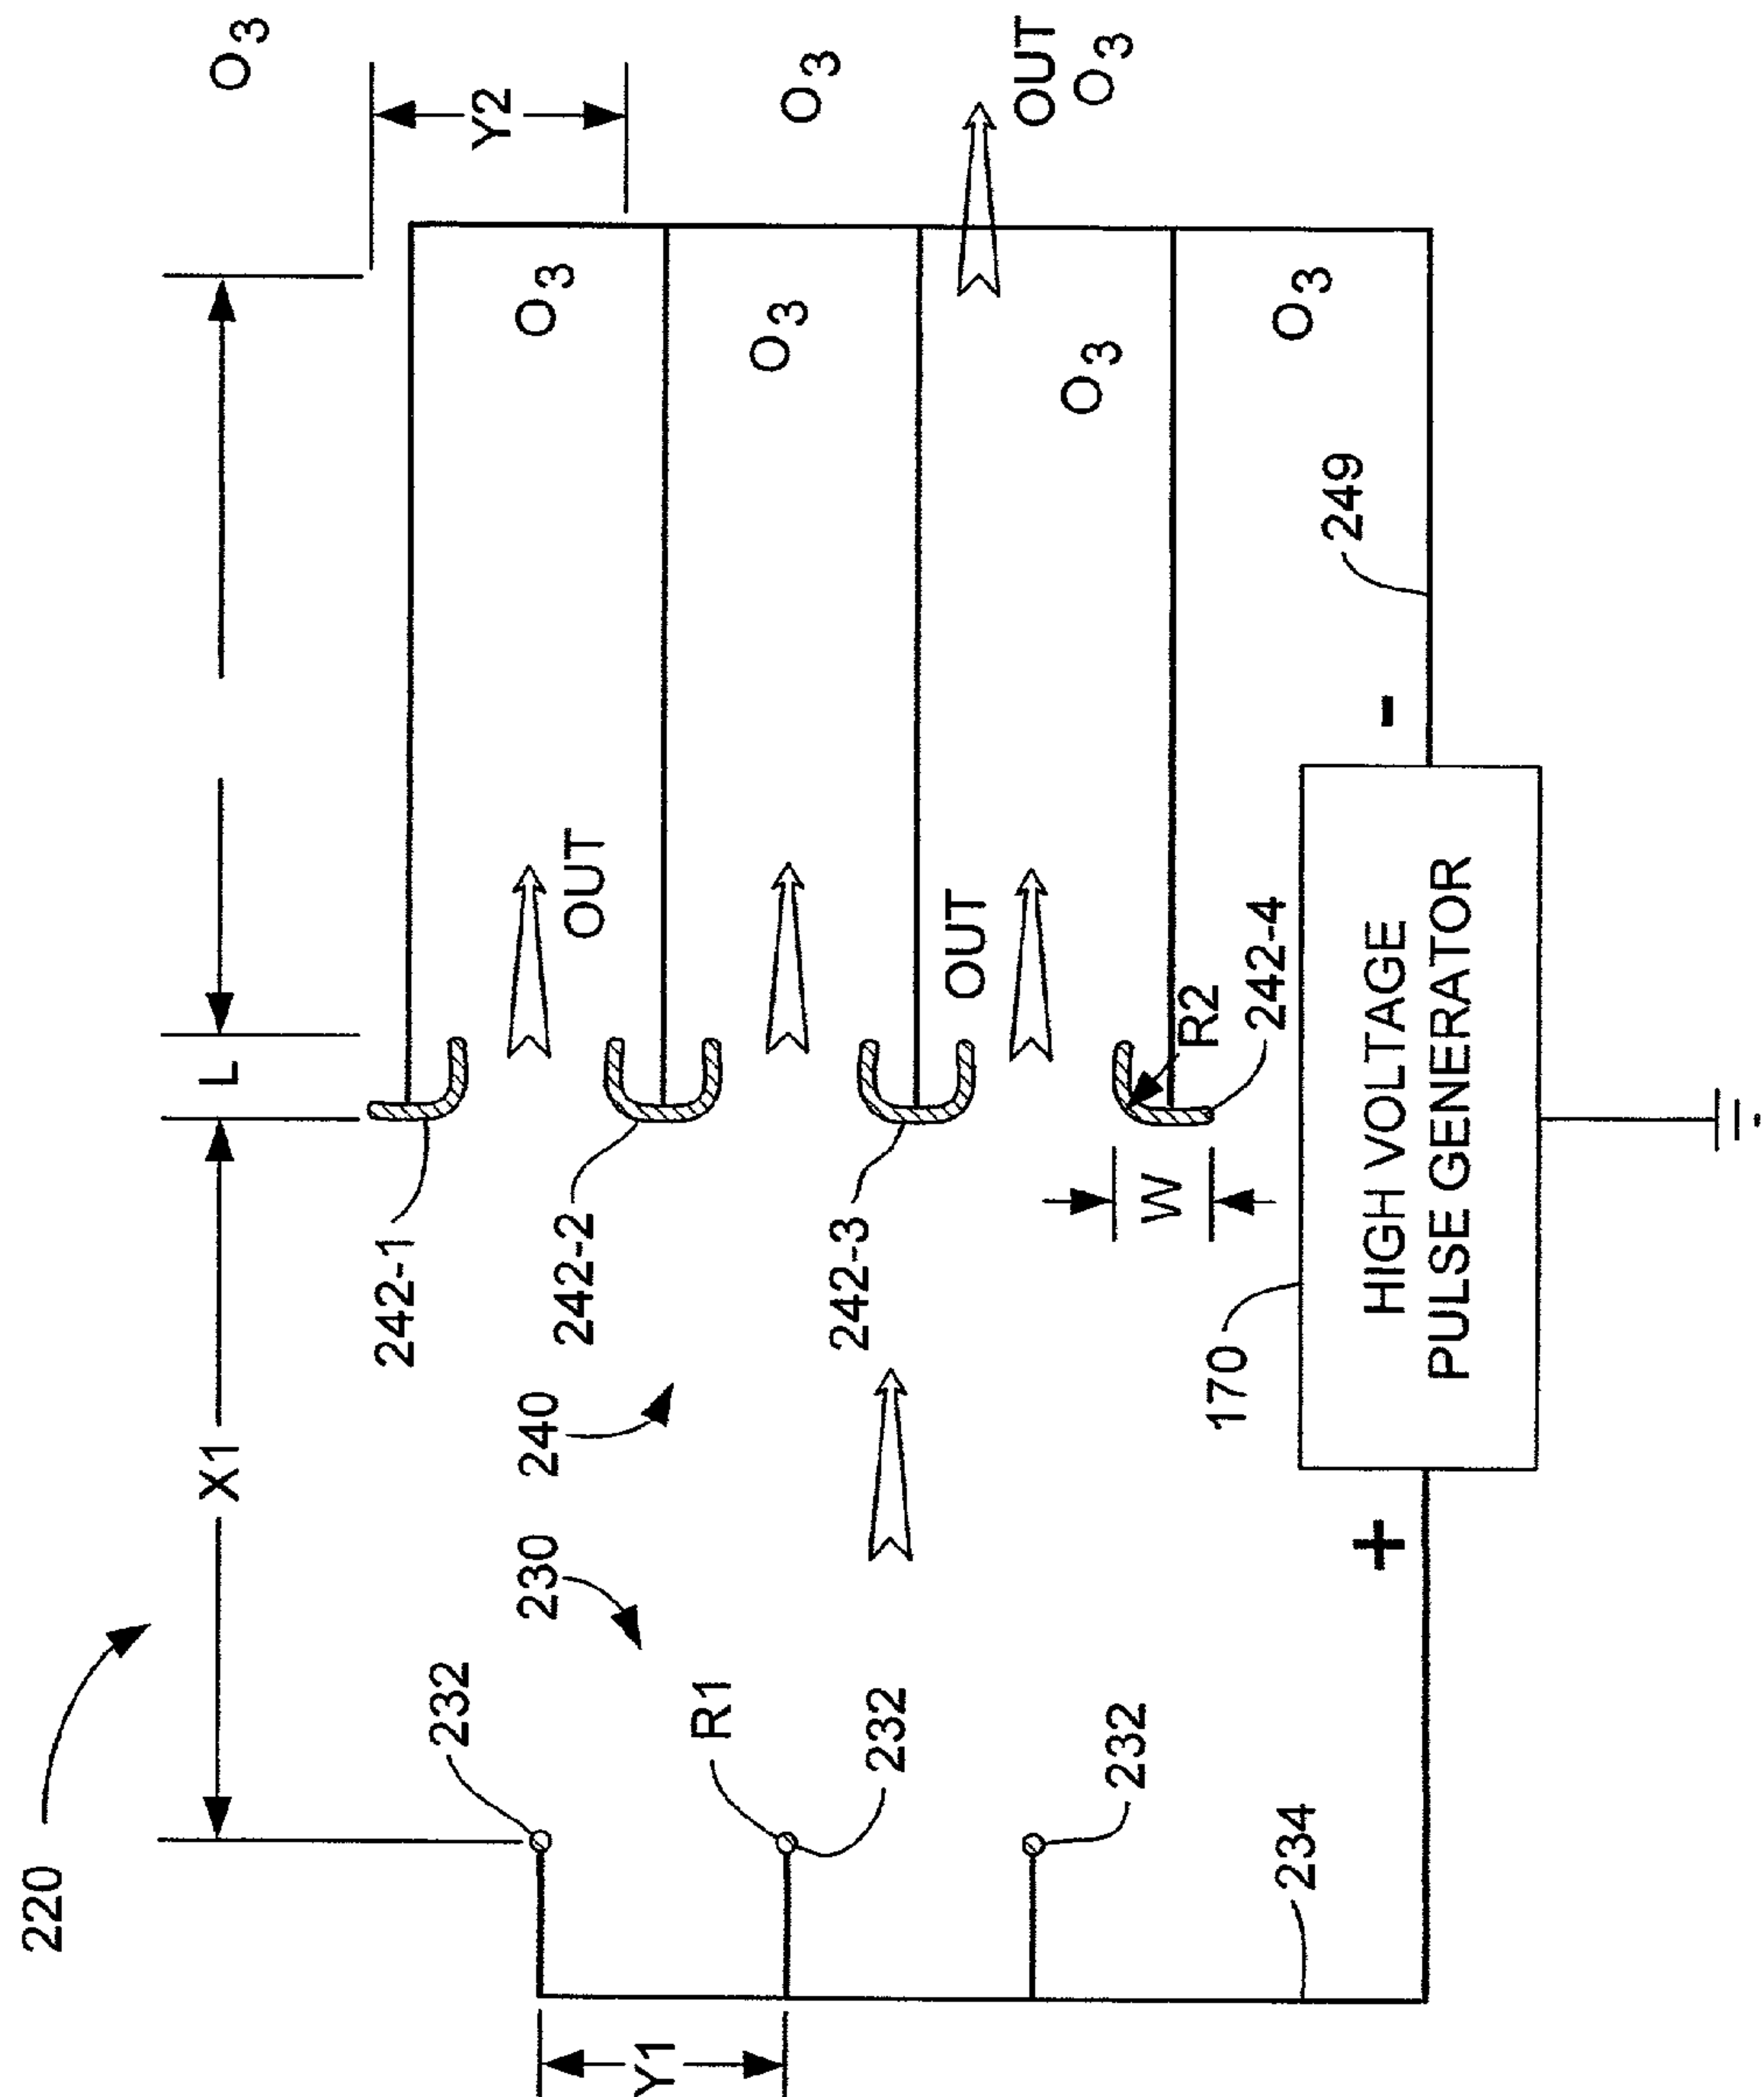 220
X1
L
O3
242-1
232
Y2
230
240
O3
242-2
OUT
Y1
R1
O3
O3
242-3
232
OUT
OUT
O3
O3
232
W
R2
170
242-4
234
O3
249
+
-
HIGH VOLTAGE
PULSE GENERATOR